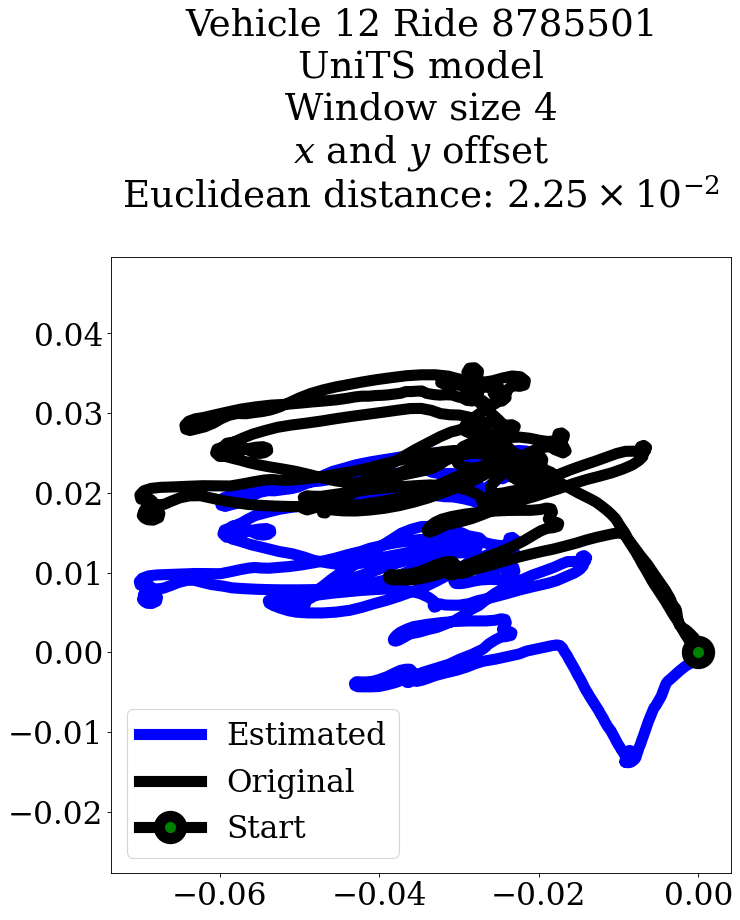 Vehicle 12 Ride 8785501
UniTS model
Window size 4
x and y offset
Euclidean distance: 2.25 × 10⁻²
0.04
0.03
0.02
0.01
0.00
−0.01
−0.02
Estimated
Original
Start
−0.06
−0.04
−0.02
0.00